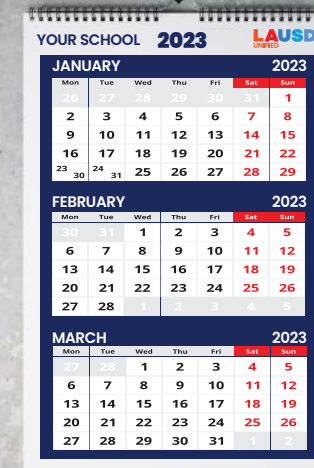 YOUR SCHOOL 2023 LAUSD
UNIFIED
JANUARY 2023
Mon Tue Wed Thu Fri Sat Sun
26 27 28 29 30 31 1
2 3 4 5 6 7 8
9 10 11 12 13 14 15
16 17 18 19 20 21 22
23 30 24 31 25 26 27 28 29
FEBRUARY 2023
Mon Tue Wed Thu Fri Sat Sun
30 31 1 2 3 4 5
6 7 8 9 10 11 12
13 14 15 16 17 18 19
20 21 22 23 24 25 26
27 28 1 2 3 4 5
MARCH 2023
Mon Tue Wed Thu Fri Sat Sun
27 28 1 2 3 4 5
6 7 8 9 10 11 12
13 14 15 16 17 18 19
20 21 22 23 24 25 26
27 28 29 30 31 1 2